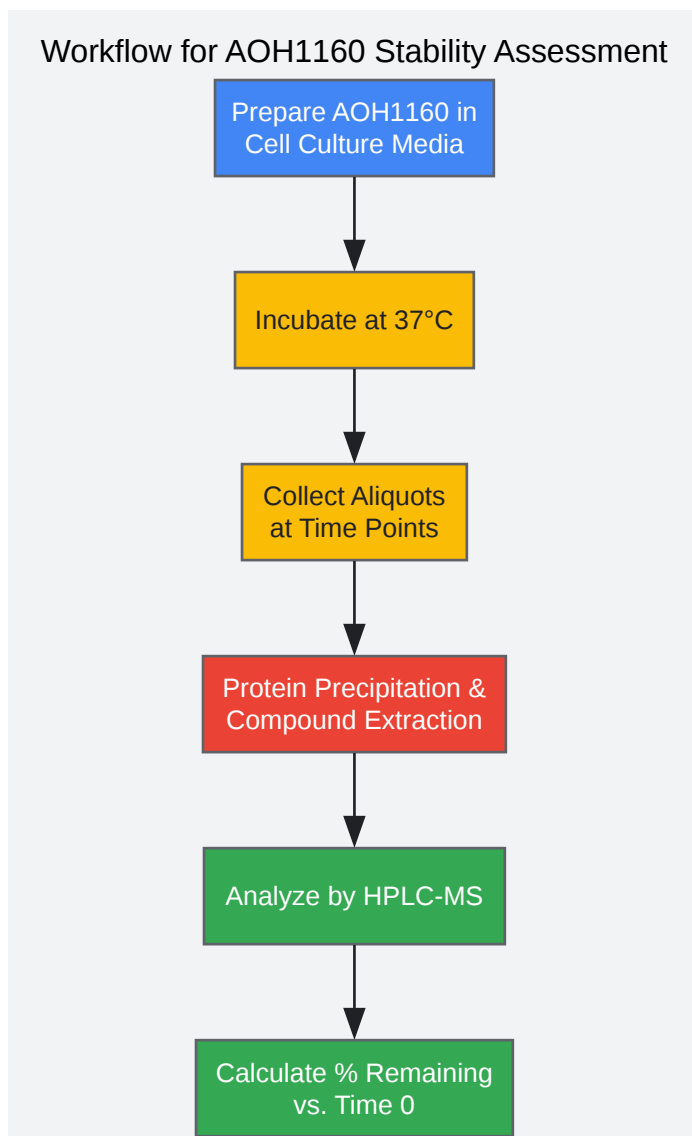 Workflow for AOH1160 Stability Assessment
Prepare AOH1160 in
Cell Culture Media
Incubate at 37°C
Collect Aliquots
at Time Points
Protein Precipitation &
Compound Extraction
Analyze by HPLC-MS
Calculate % Remaining
vs. Time 0